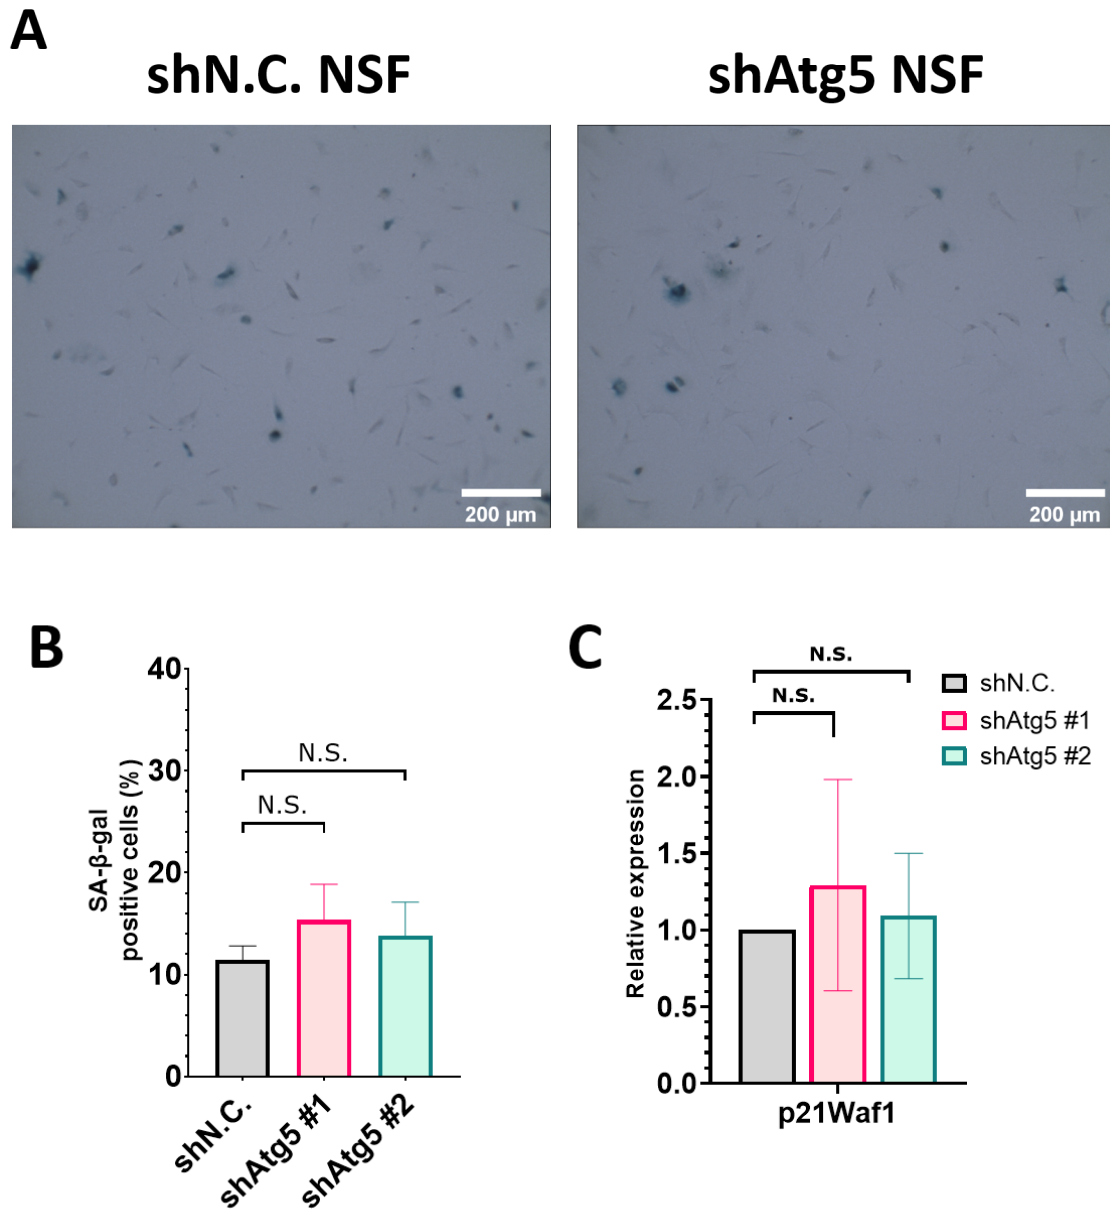 A
shN.C. NSF
shAtg5 NSF
200 µm
200 µm
B
SA-β-gal
positive cells (%)
40
30
20
10
0
N.S.
N.S.
shN.C.
shAtg5 #1
shAtg5 #2
C
Relative expression
2.5
2.0
1.5
1.0
0.5
0.0
N.S.
N.S.
p21Waf1
shN.C.
shAtg5 #1
shAtg5 #2